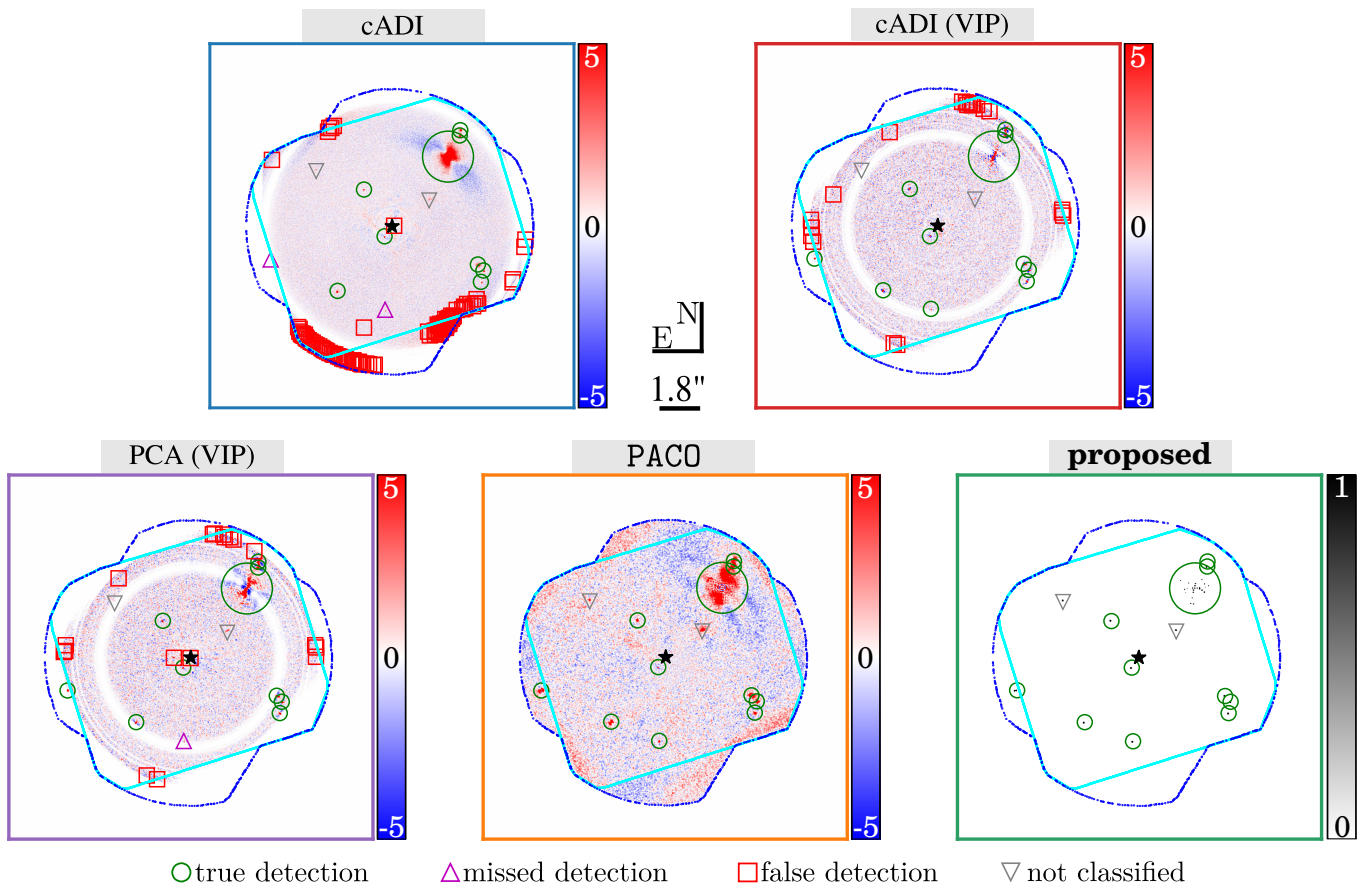 cADI
cADI (VIP)
5
0
-5
5
0
-5
N
E
1.8"
PCA (VIP)
PACO
proposed
5
0
-5
5
0
-5
1
0
true detection
missed detection
false detection
not classified